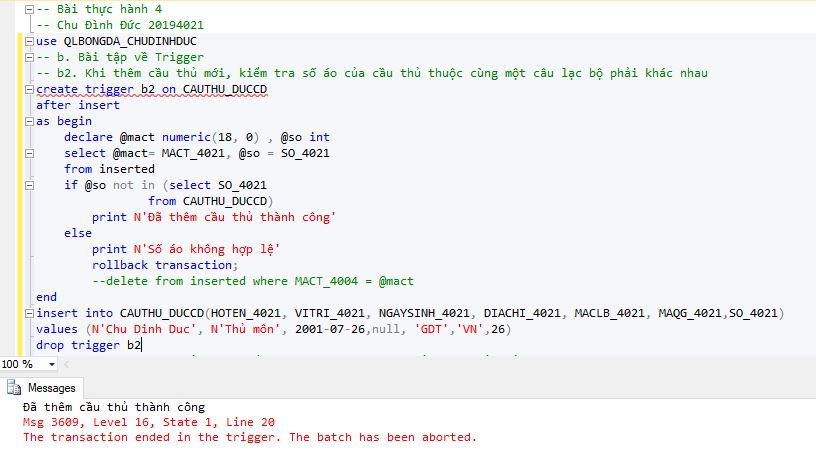 -- Bài thực hành 4
-- Chu Đình Đức 20194021
use QLBONGDA_CHUDINHDUC
-- b. Bài tập về Trigger
-- b2. Khi thêm cầu thủ mới, kiểm tra số áo của cầu thủ thuộc cùng một câu lạc bộ phải khác nhau
create trigger b2 on CAUTHU_DUCCD
after insert
as begin
declare @mact numeric(18, 0) , @so int
select @mact= MACT_4021, @so = SO_4021
from inserted
if @so not in (select SO_4021
from CAUTHU_DUCCD)
print N'Đã thêm cầu thủ thành công'
else
print N'Số áo không hợp lệ'
rollback transaction;
--delete from inserted where MACT_4004 = @mact
end
insert into CAUTHU_DUCCD(HOTEN_4021, VITRI_4021, NGAYSINH_4021, DIACHI_4021, MACLB_4021, MAQG_4021,SO_4021)
values (N'Chu Dinh Duc', N'Thủ môn', 2001-07-26,null, 'GDT','VN',26)
drop trigger b2
100 %
Messages
Đã thêm cầu thủ thành công
Msg 3609, Level 16, State 1, Line 20
The transaction ended in the trigger. The batch has been aborted.